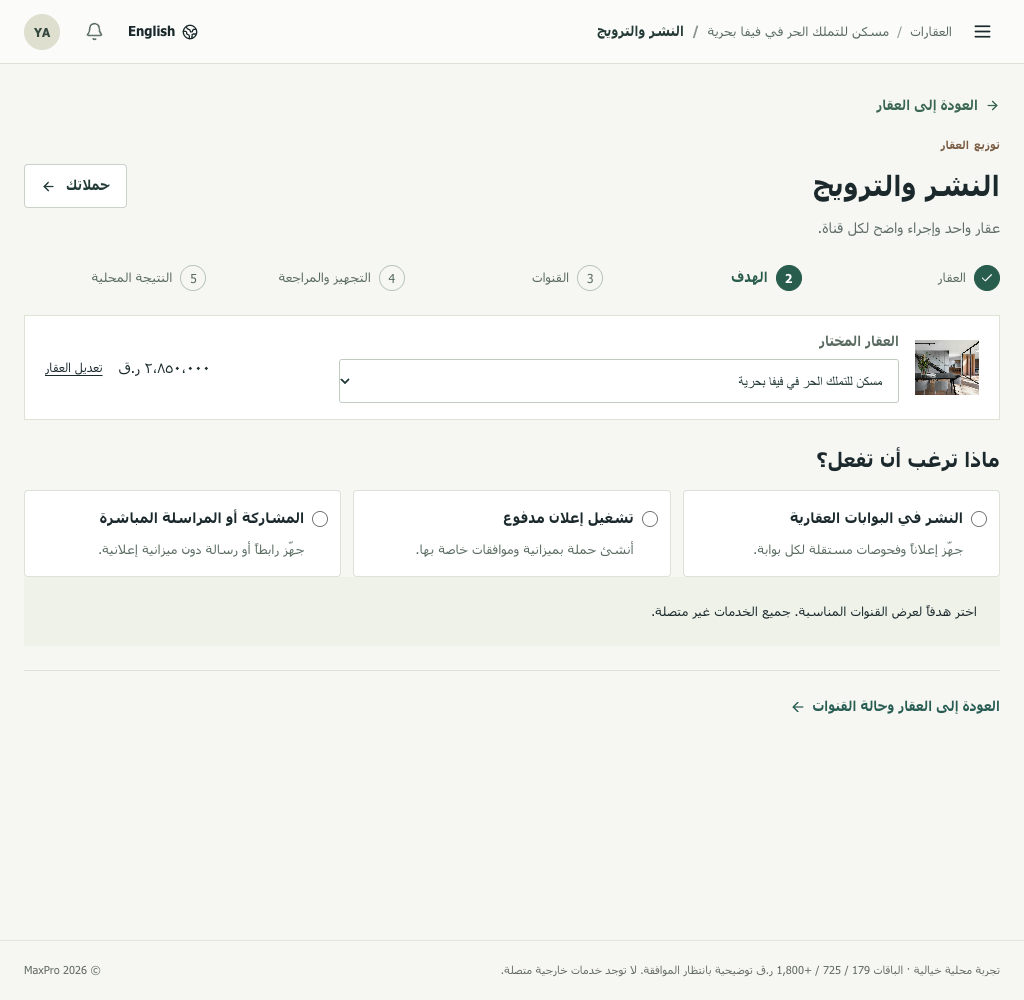 العقارات / مسكن للتملك الحر في فيفا بحرية / النشر والترويج
English
YA
العودة إلى العقار
توزيع العقار
النشر والترويج
حملاتك
عقار واحد وإجراء واضح لكل قناة.
العقار
2 الهدف
3 القنوات
4 التجهيز والمراجعة
5 النتيجة المحلية
العقار المختار
مسكن للتملك الحر في فيفا بحرية
٢،٨٥٠،٠٠٠ ر.ق
تعديل العقار
ماذا ترغب أن تفعل؟
النشر في البوابات العقارية
جهّز إعلاناً وفحوصات مستقلة لكل بوابة.
تشغيل إعلان مدفوع
أنشئ حملة بميزانية وموافقات خاصة بها.
المشاركة أو المراسلة المباشرة
جهّز رابطاً أو رسالة دون ميزانية إعلانية.
اختر هدفاً لعرض القنوات المناسبة. جميع الخدمات غير متصلة.
العودة إلى العقار وحالة القنوات
تجربة محلية خيالية · الباقات 179 / 725 / +1,800 ر.ق توضيحية بانتظار الموافقة. لا توجد خدمات خارجية متصلة.
© 2026 MaxPro